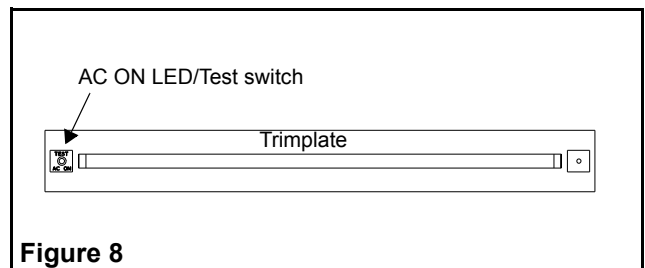 AC ON LED/Test switch
Trimplate
TEST
AC ON
Figure 8